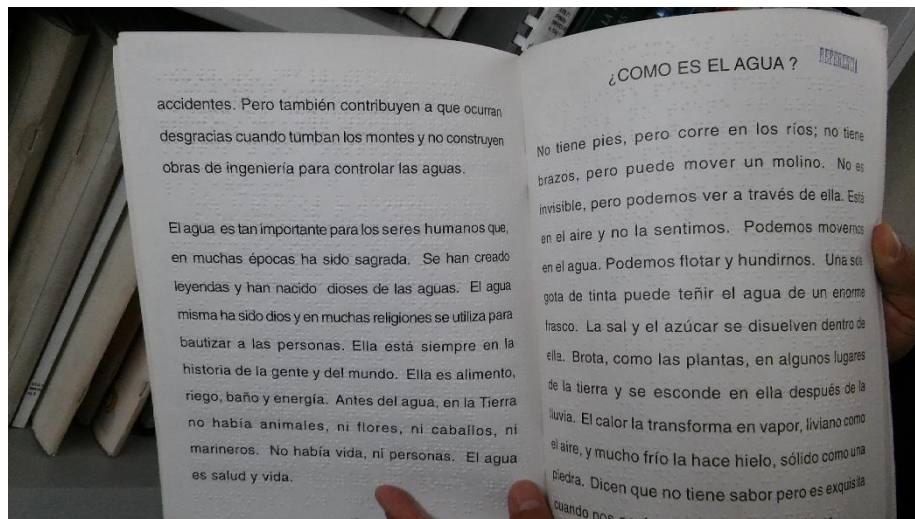 accidentes. Pero también contribuyen a que ocurran
desgracias cuando tumban los montes y no construyen
obras de ingeniería para controlar las aguas.
El agua es tan importante para los seres humanos que,
en muchas épocas ha sido sagrada. Se han creado
leyendas y han nacido dioses de las aguas. El agua
misma ha sido dios y en muchas religiones se utiliza para
bautizar a las personas. Ella está siempre en la
historia de la gente y del mundo. Ella es alimento,
riego, baño y energía. Antes del agua, en la Tierra
no había animales, ni flores, ni caballos, ni
marineros. No había vida, ni personas. El agua
es salud y vida.
¿COMO ES EL AGUA ?
No tiene pies, pero corre en los ríos; no tiene
brazos, pero puede mover un molino. No es
invisible, pero podemos ver a través de ella. Está
en el aire y no la sentimos. Podemos movernos
en el agua. Podemos flotar y hundirnos. Una sola
gota de tinta puede teñir el agua de un enorme
frasco. La sal y el azúcar se disuelven dentro de
ella. Brota, como las plantas, en algunos lugares
de la tierra y se esconde en ella después de la
lluvia. El calor la transforma en vapor, liviano como
el aire, y mucho frío la hace hielo, sólido como una
piedra. Dicen que no tiene sabor pero es exquisita
cuando nos